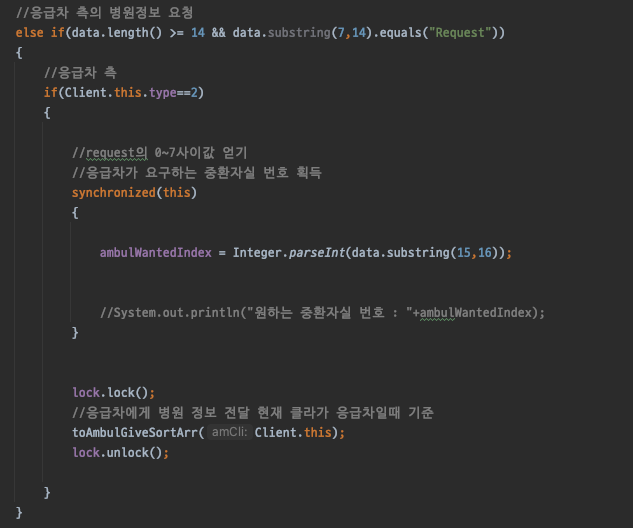 //응급차 측의 병원정보 요청
else if(data.length() >= 14 && data.substring(7,14).equals("Request"))
{
//응급차 측
if(Client.this.type==2)
{
//request의 0~7사이값 얻기
//응급차가 요구하는 중환자실 번호 획득
synchronized(this)
{
ambulWantedIndex = Integer.parseInt(data.substring(15,16));
//System.out.println("원하는 중환자실 번호 : "+ambulWantedIndex);
}
lock.lock();
//응급차에게 병원 정보 전달 현재 클라가 응급차일때 기준
toAmbulGiveSortArr( amCli: Client.this);
lock.unlock();
}
}